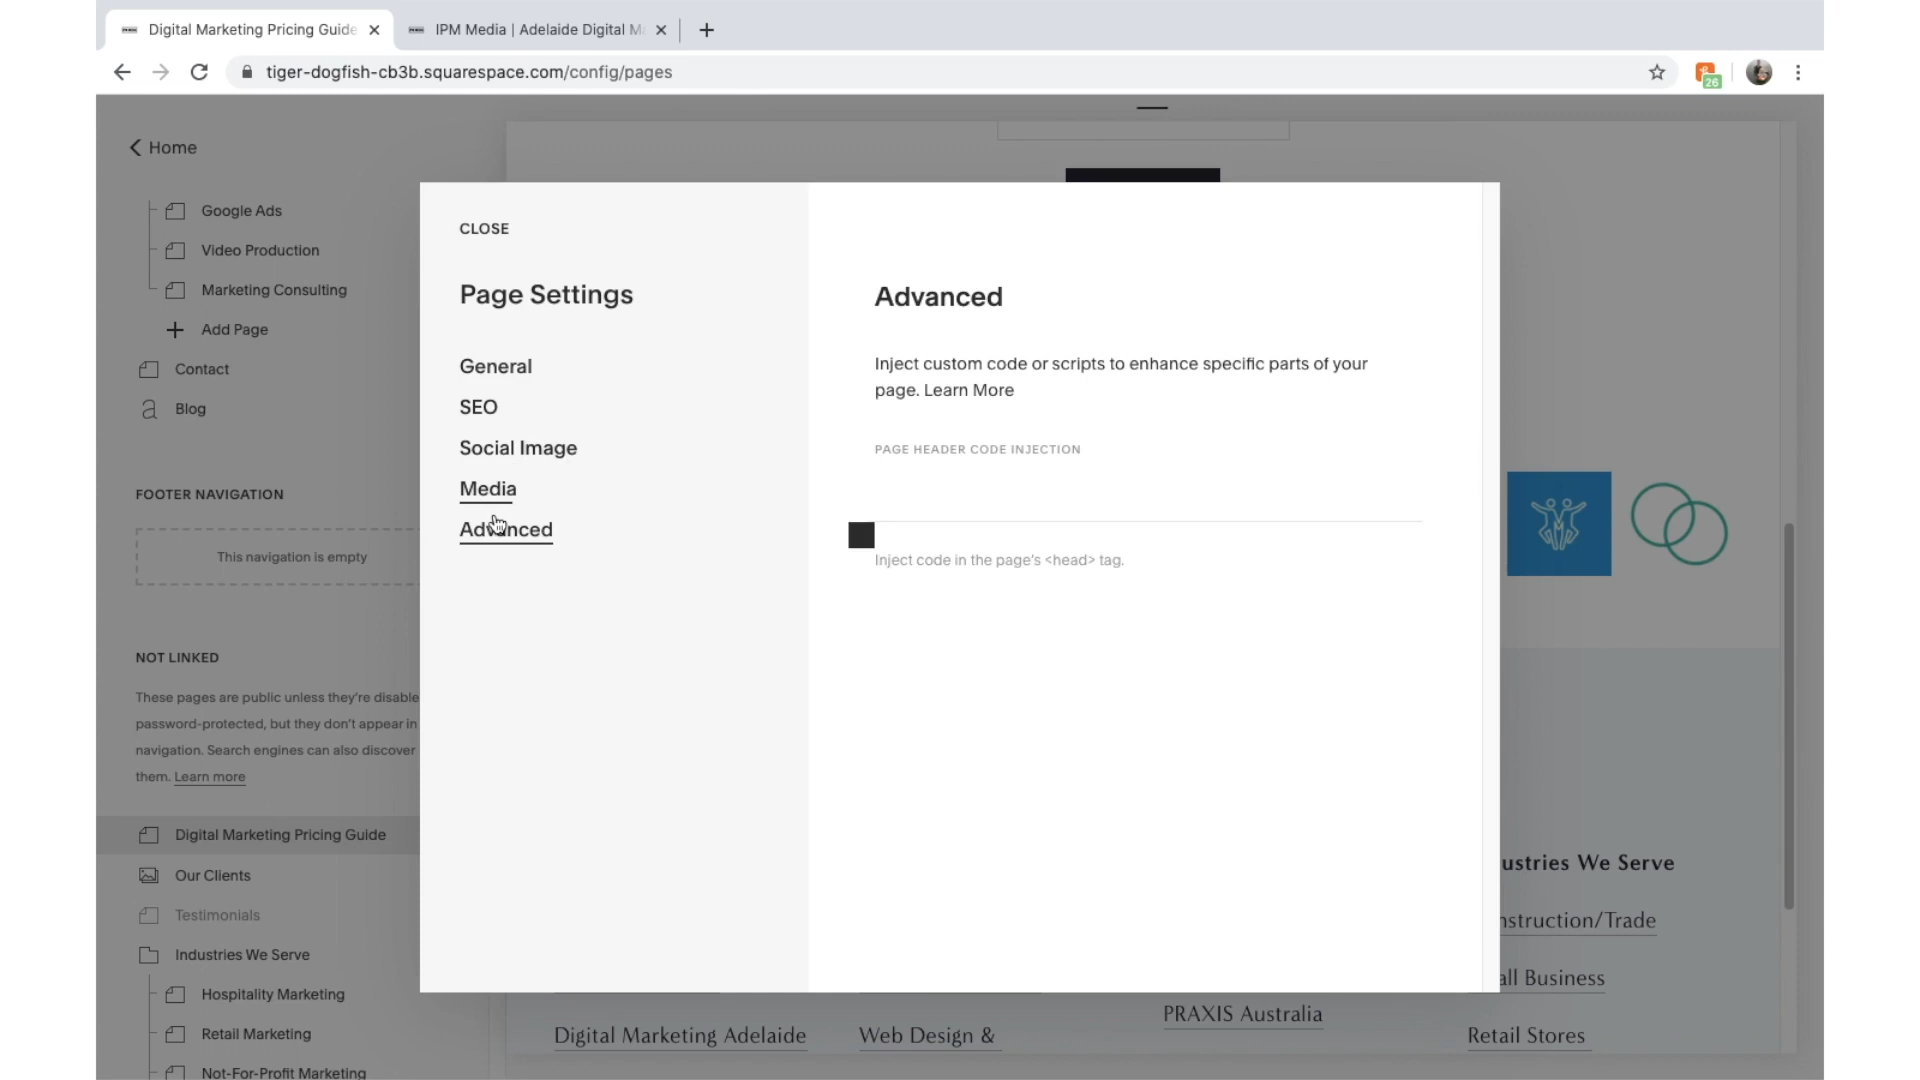 Digital Marketing Pricing Guide
IPM Media | Adelaide Digital M
tiger-dogfish-cb3b.squarespace.com/config/pages
26
Home
Google Ads
Video Production
Marketing Consulting
Add Page
Contact
Blog
FOOTER NAVIGATION
This navigation is empty
NOT LINKED
These pages are public unless they're disable
password-protected, but they don't appear in
navigation. Search engines can also discover
them. Learn more
Digital Marketing Pricing Guide
Our Clients
Testimonials
Industries We Serve
Hospitality Marketing
Retail Marketing
Not-For-Profit Marketing
CLOSE
Page Settings
General
SEO
Social Image
Media
Advanced
Advanced
Inject custom code or scripts to enhance specific parts of your
page. Learn More
PAGE HEADER CODE INJECTION
Inject code in the page's <head> tag.
Digital Marketing Adelaide
Web Design &
PRAXIS Australia
ustries We Serve
nstruction/Trade
all Business
Retail Stores